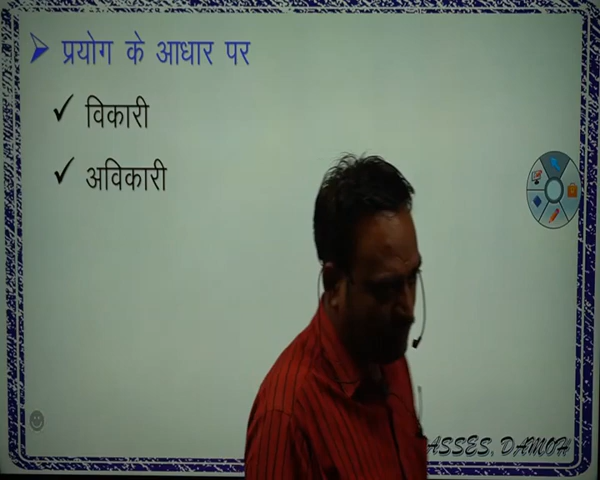 प्रयोग के आधार पर
विकारी
अविकारी
ASSES, DAMOH